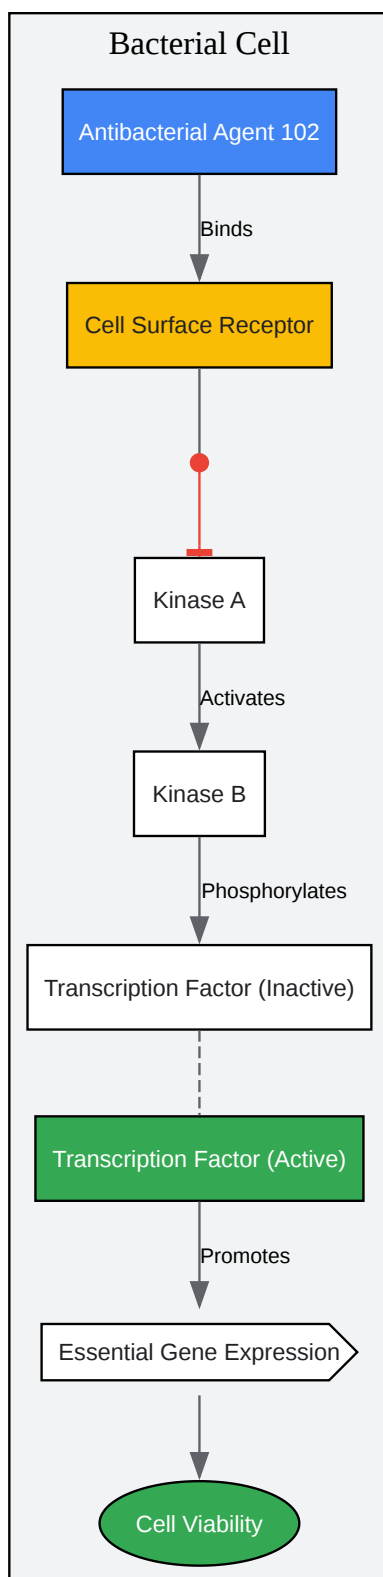 Bacterial Cell
Antibacterial Agent 102
Binds
Cell Surface Receptor
Kinase A
Activates
Kinase B
Phosphorylates
Transcription Factor (Inactive)
Transcription Factor (Active)
Promotes
Essential Gene Expression
Cell Viability